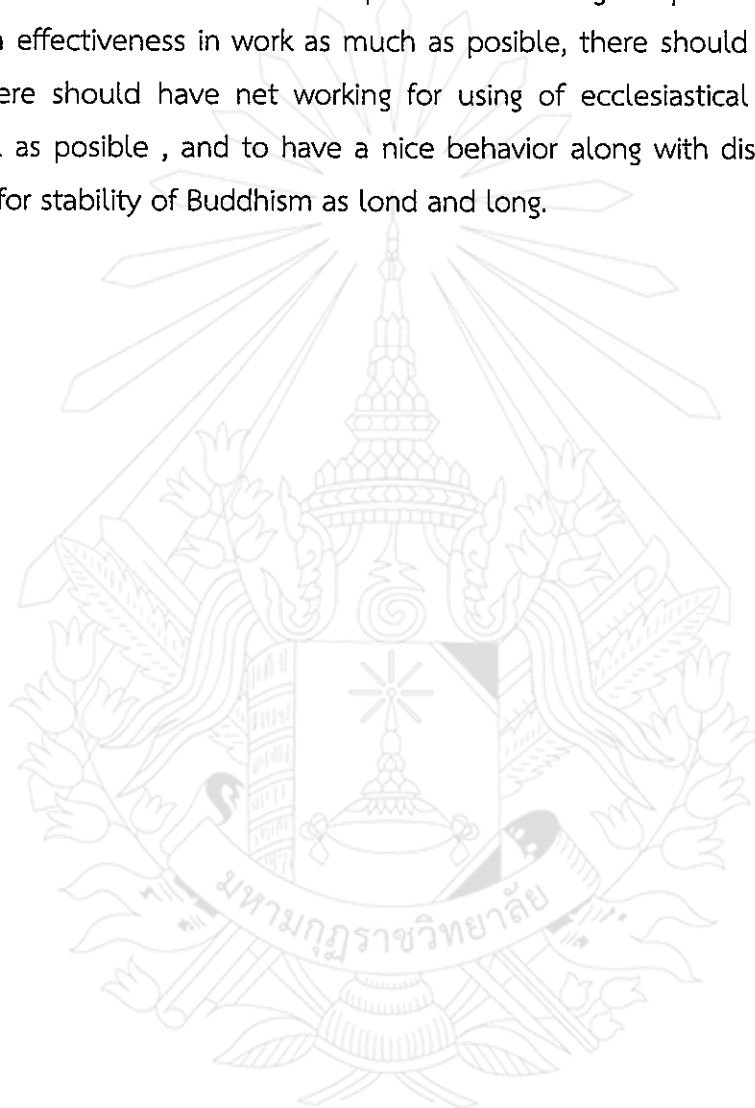 effectiveness in work as much as posible, there should
ere should have net working for using of ecclesiastical
as posible , and to have a nice behavior along with dis
for stability of Buddhism as lond and long.
มหามกุฏราชวิทยาลัย